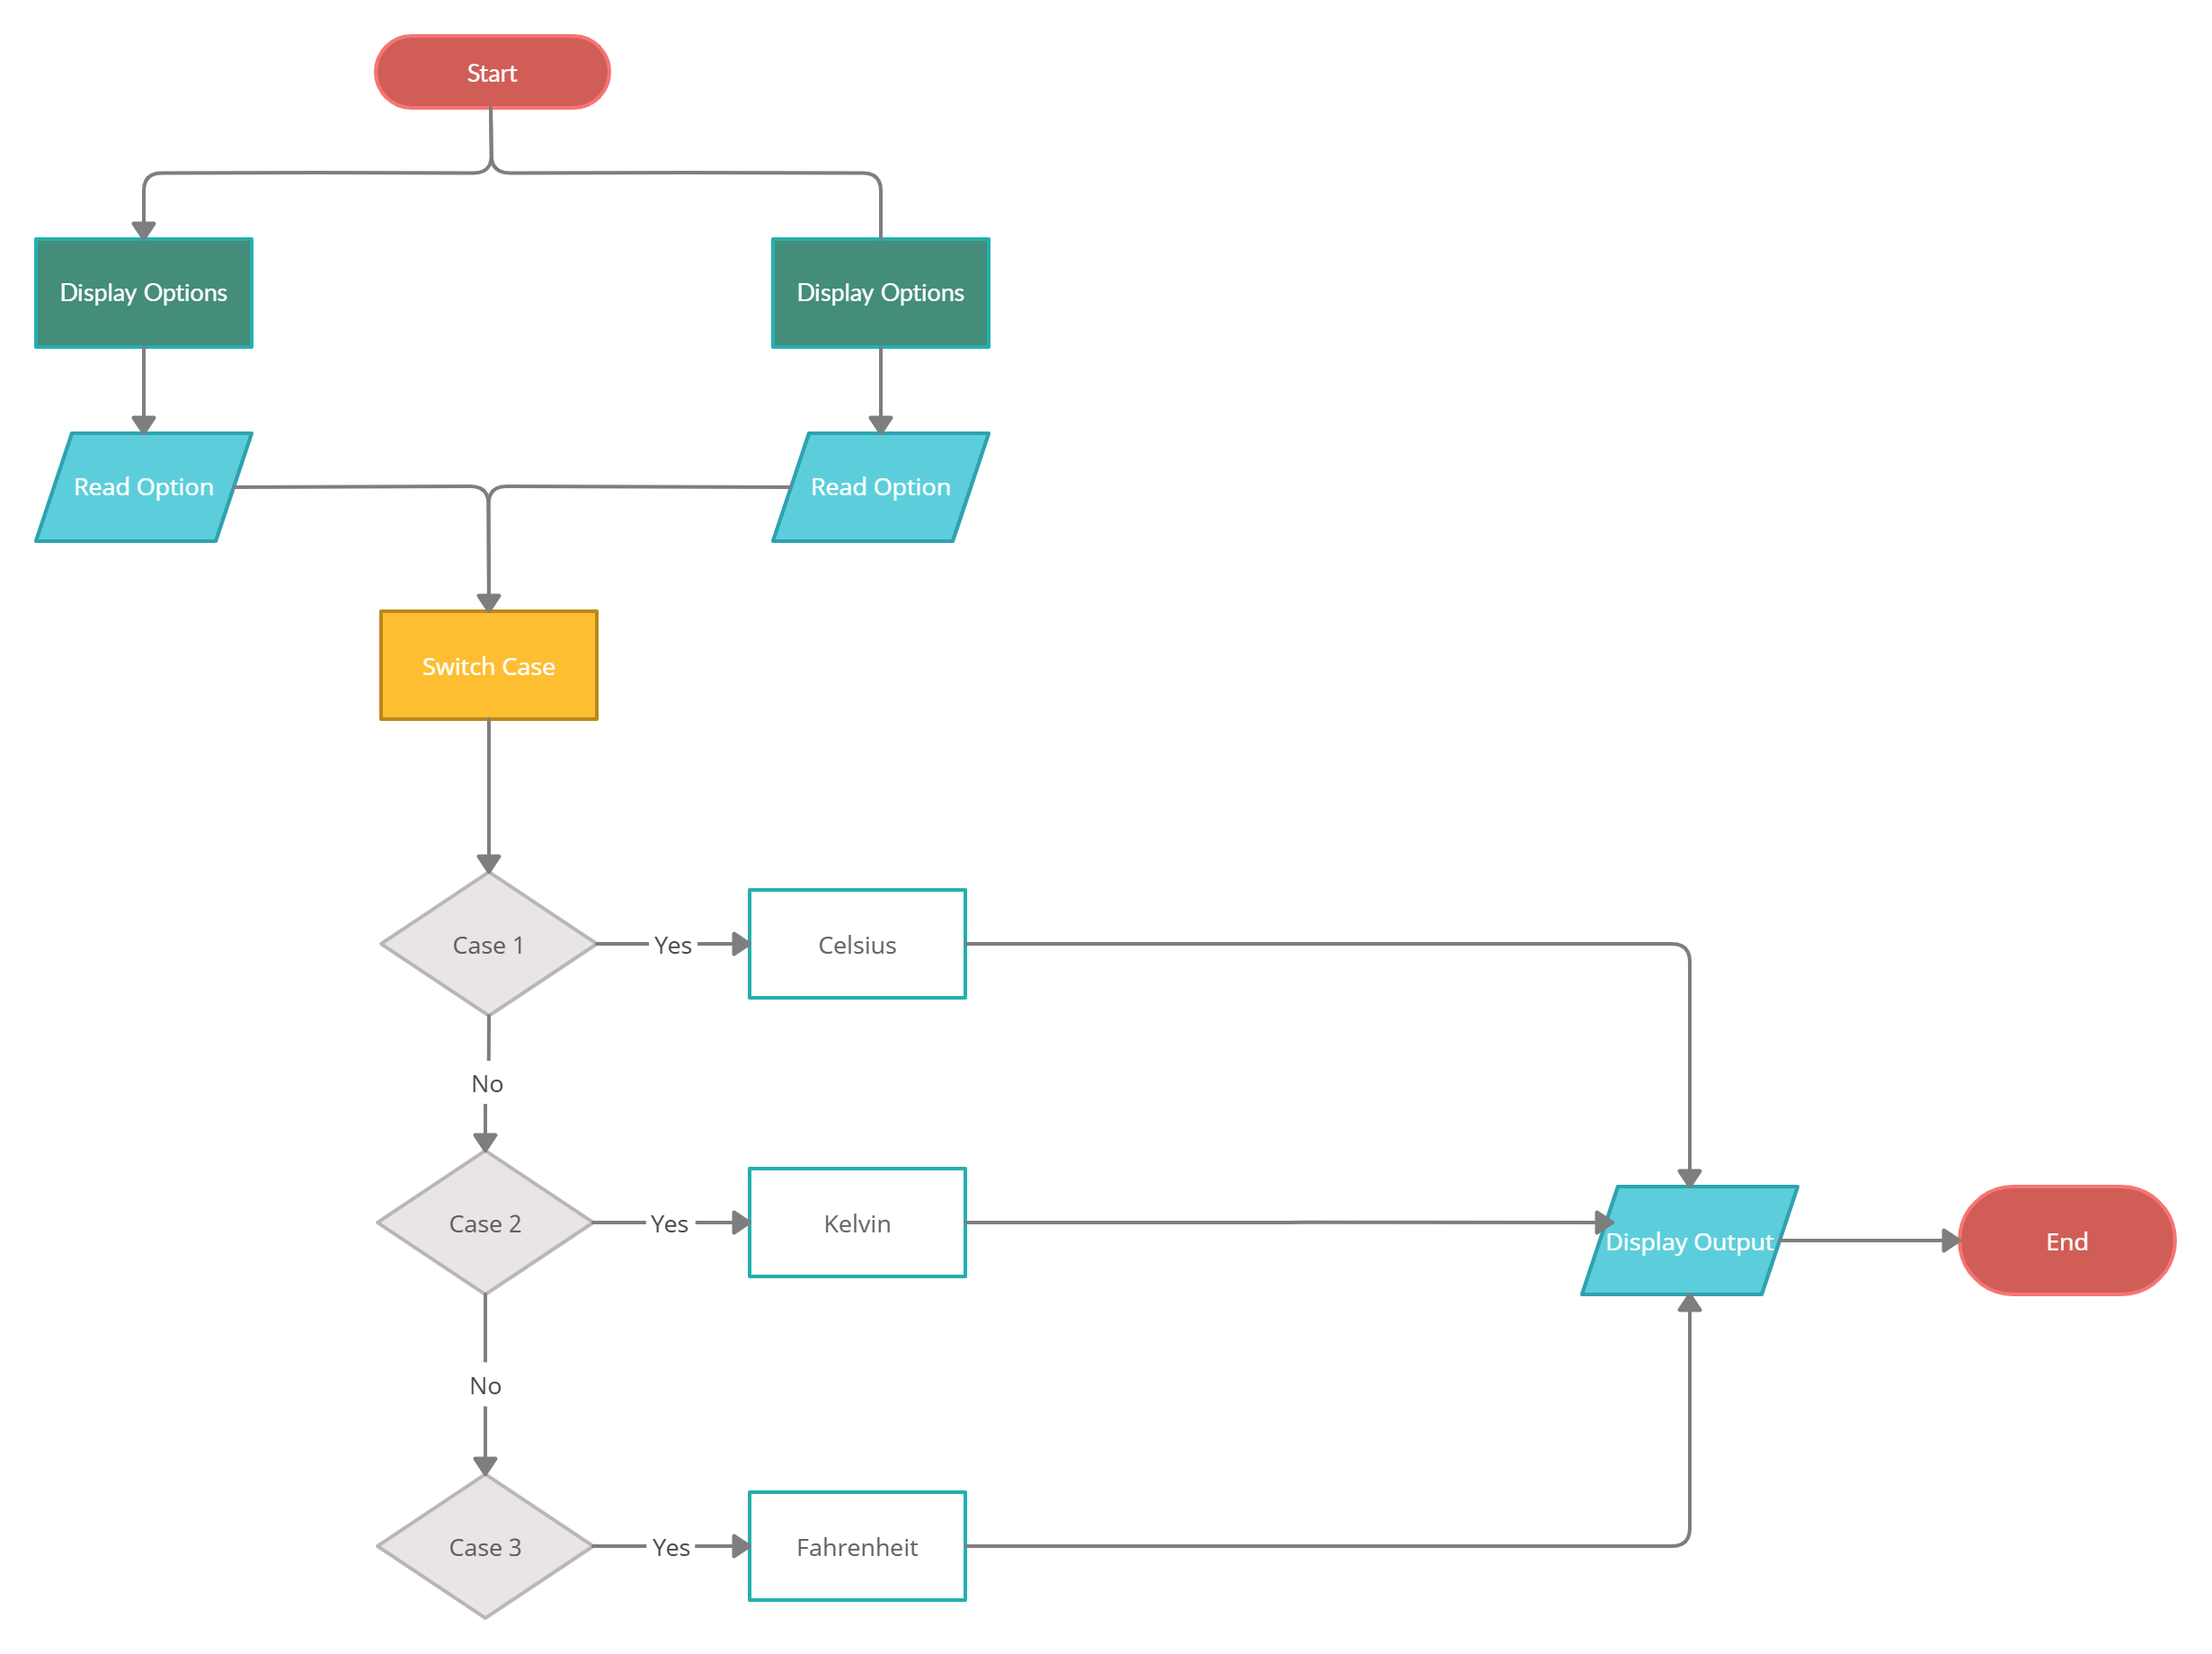 Start
Display Options
Display Options
Read Option
Read Option
Switch Case
Case 1
Yes
Celsius
No
Case 2
Yes
Kelvin
Display Output
End
No
Case 3
Yes
Fahrenheit